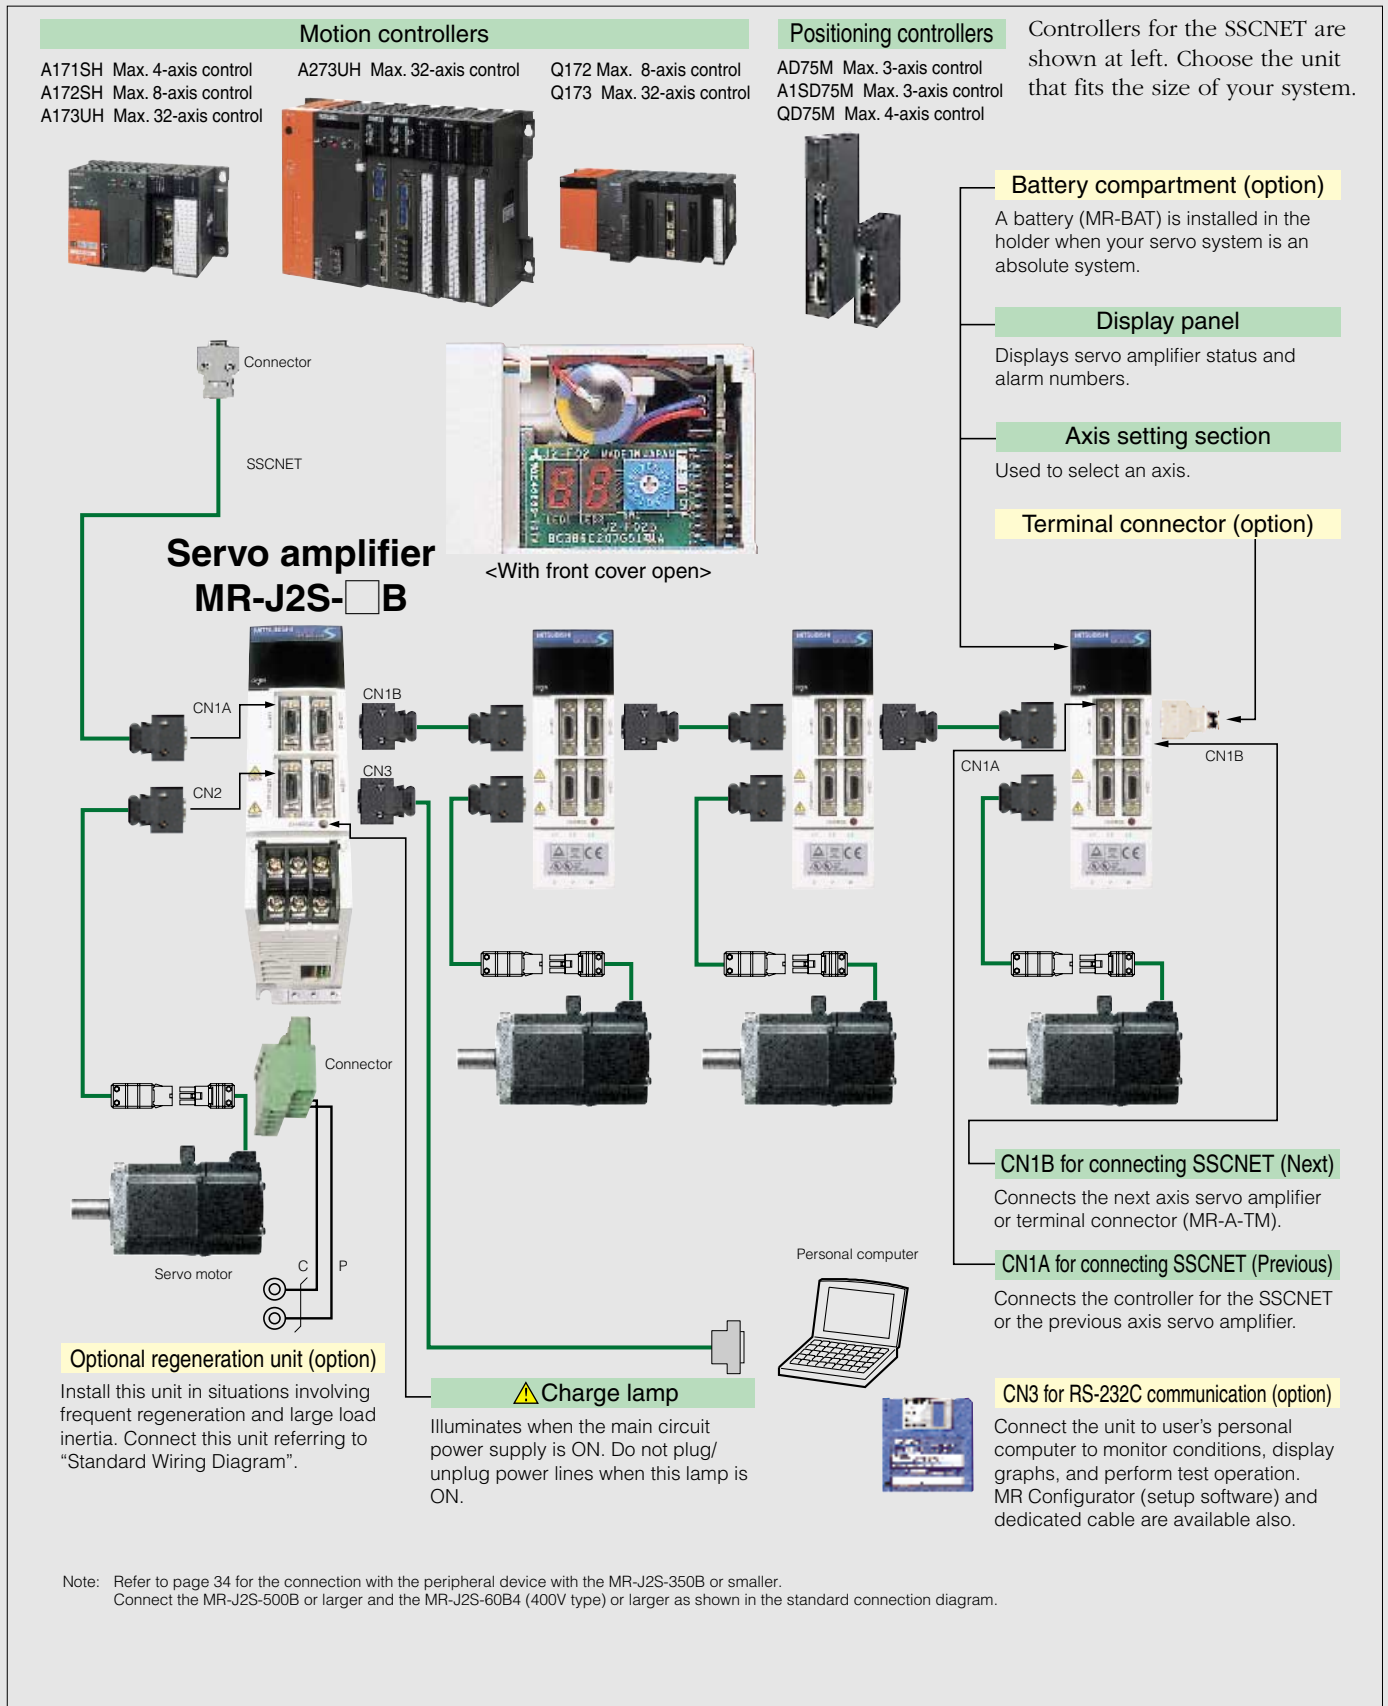 Motion controllers
A171SH Max. 4-axis control
A172SH Max. 8-axis control
A173UH Max. 32-axis control
A273UH Max. 32-axis control
Q172 Max. 8-axis control
Q173 Max. 32-axis control
Positioning controllers
AD75M Max. 3-axis control
A1SD75M Max. 3-axis control
QD75M Max. 4-axis control
Controllers for the SSCNET are
shown at left. Choose the unit
that fits the size of your system.
Battery compartment (option)
A battery (MR-BAT) is installed in the
holder when your servo system is an
absolute system.
Display panel
Displays servo amplifier status and
alarm numbers.
Axis setting section
Used to select an axis.
Terminal connector (option)
Connector
SSCNET
J2-F02 MADE IN JAPAN
<With front cover open>
Servo amplifier
MR-J2S-□B
MITSUBISHI
MITSUBISHI
MITSUBISHI
MITSUBISHI
CN1A
CN1B
CN2
CN3
CHARGE
CN1A
CN1B
Connector
Servo motor
C P
Optional regeneration unit (option)
Install this unit in situations involving
frequent regeneration and large load
inertia. Connect this unit referring to
“Standard Wiring Diagram”.
Charge lamp
Illuminates when the main circuit
power supply is ON. Do not plug/
unplug power lines when this lamp is
ON.
Personal computer
CN1B for connecting SSCNET (Next)
Connects the next axis servo amplifier
or terminal connector (MR-A-TM).
CN1A for connecting SSCNET (Previous)
Connects the controller for the SSCNET
or the previous axis servo amplifier.
CN3 for RS-232C communication (option)
Connect the unit to user’s personal
computer to monitor conditions, display
graphs, and perform test operation.
MR Configurator (setup software) and
dedicated cable are available also.
Note: Refer to page 34 for the connection with the peripheral device with the MR-J2S-350B or smaller.
Connect the MR-J2S-500B or larger and the MR-J2S-60B4 (400V type) or larger as shown in the standard connection diagram.